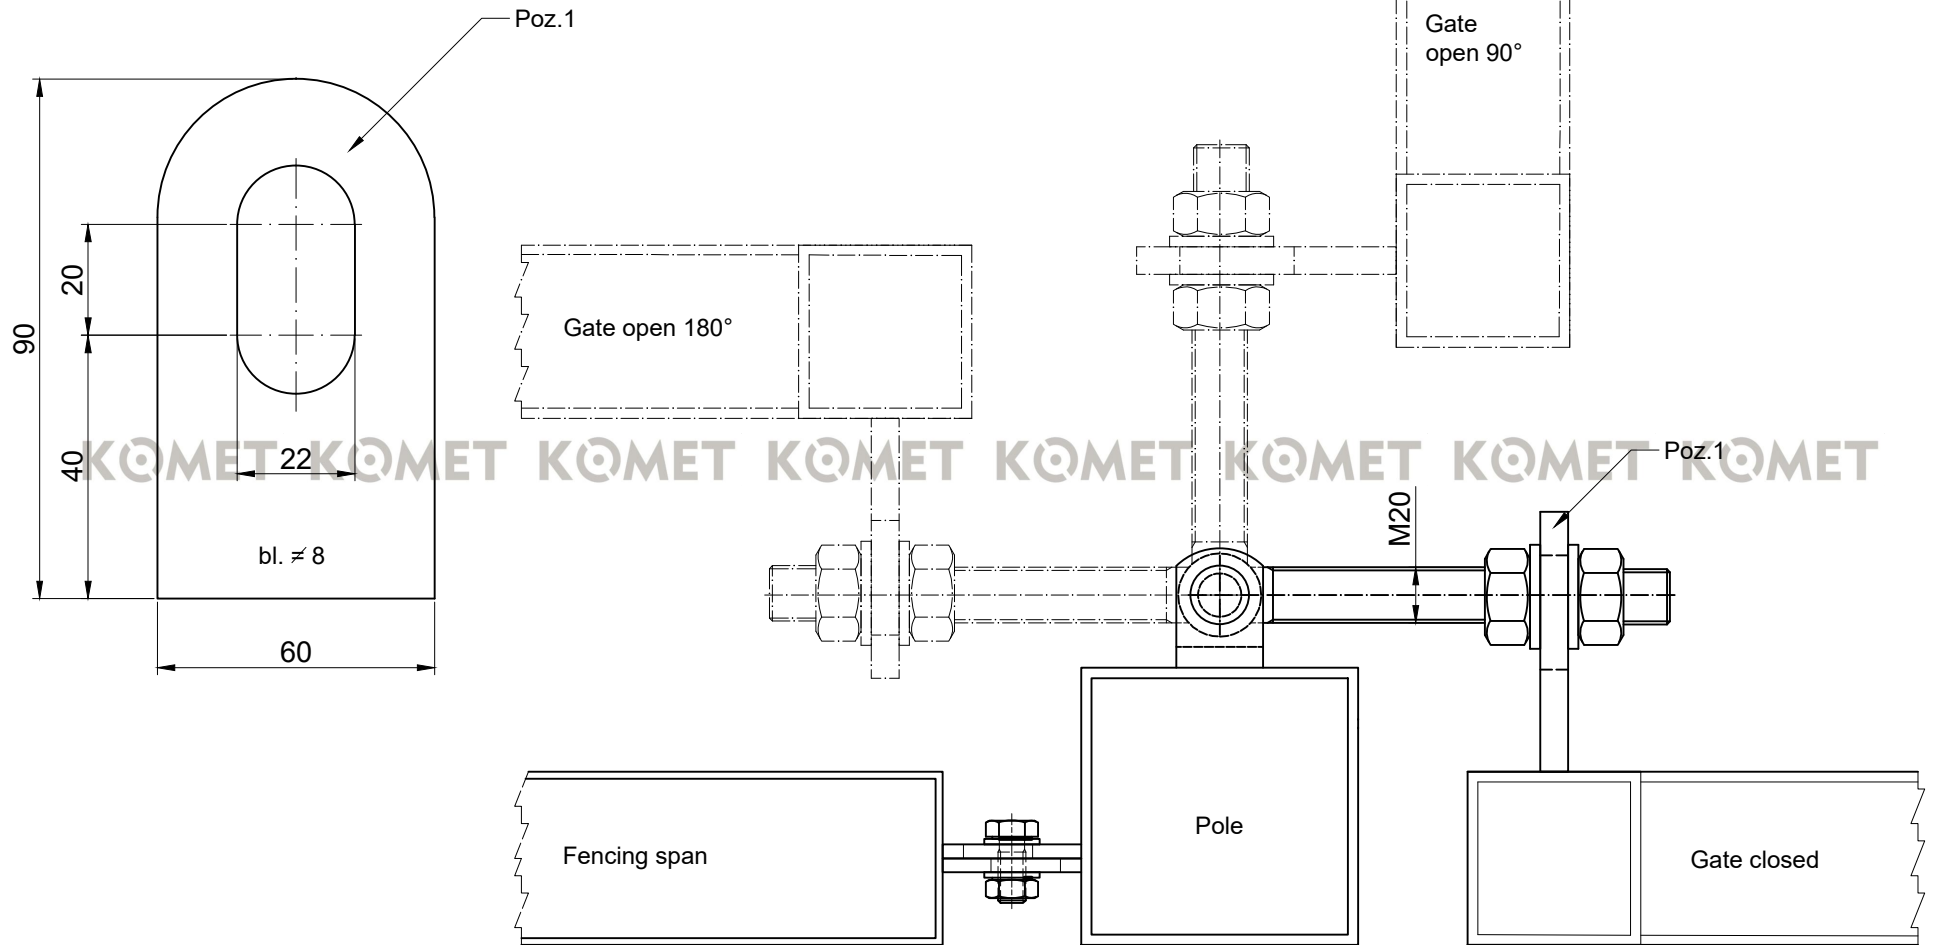 Poz.1
Gate
open 90°
20
90
Gate open 180°
KOMET KOMET KOMET KOMET KOMET KOMET KOMET KOMET
40
22
Poz.1
M20
bl. ≠ 8
60
Pole
Fencing span
Gate closed